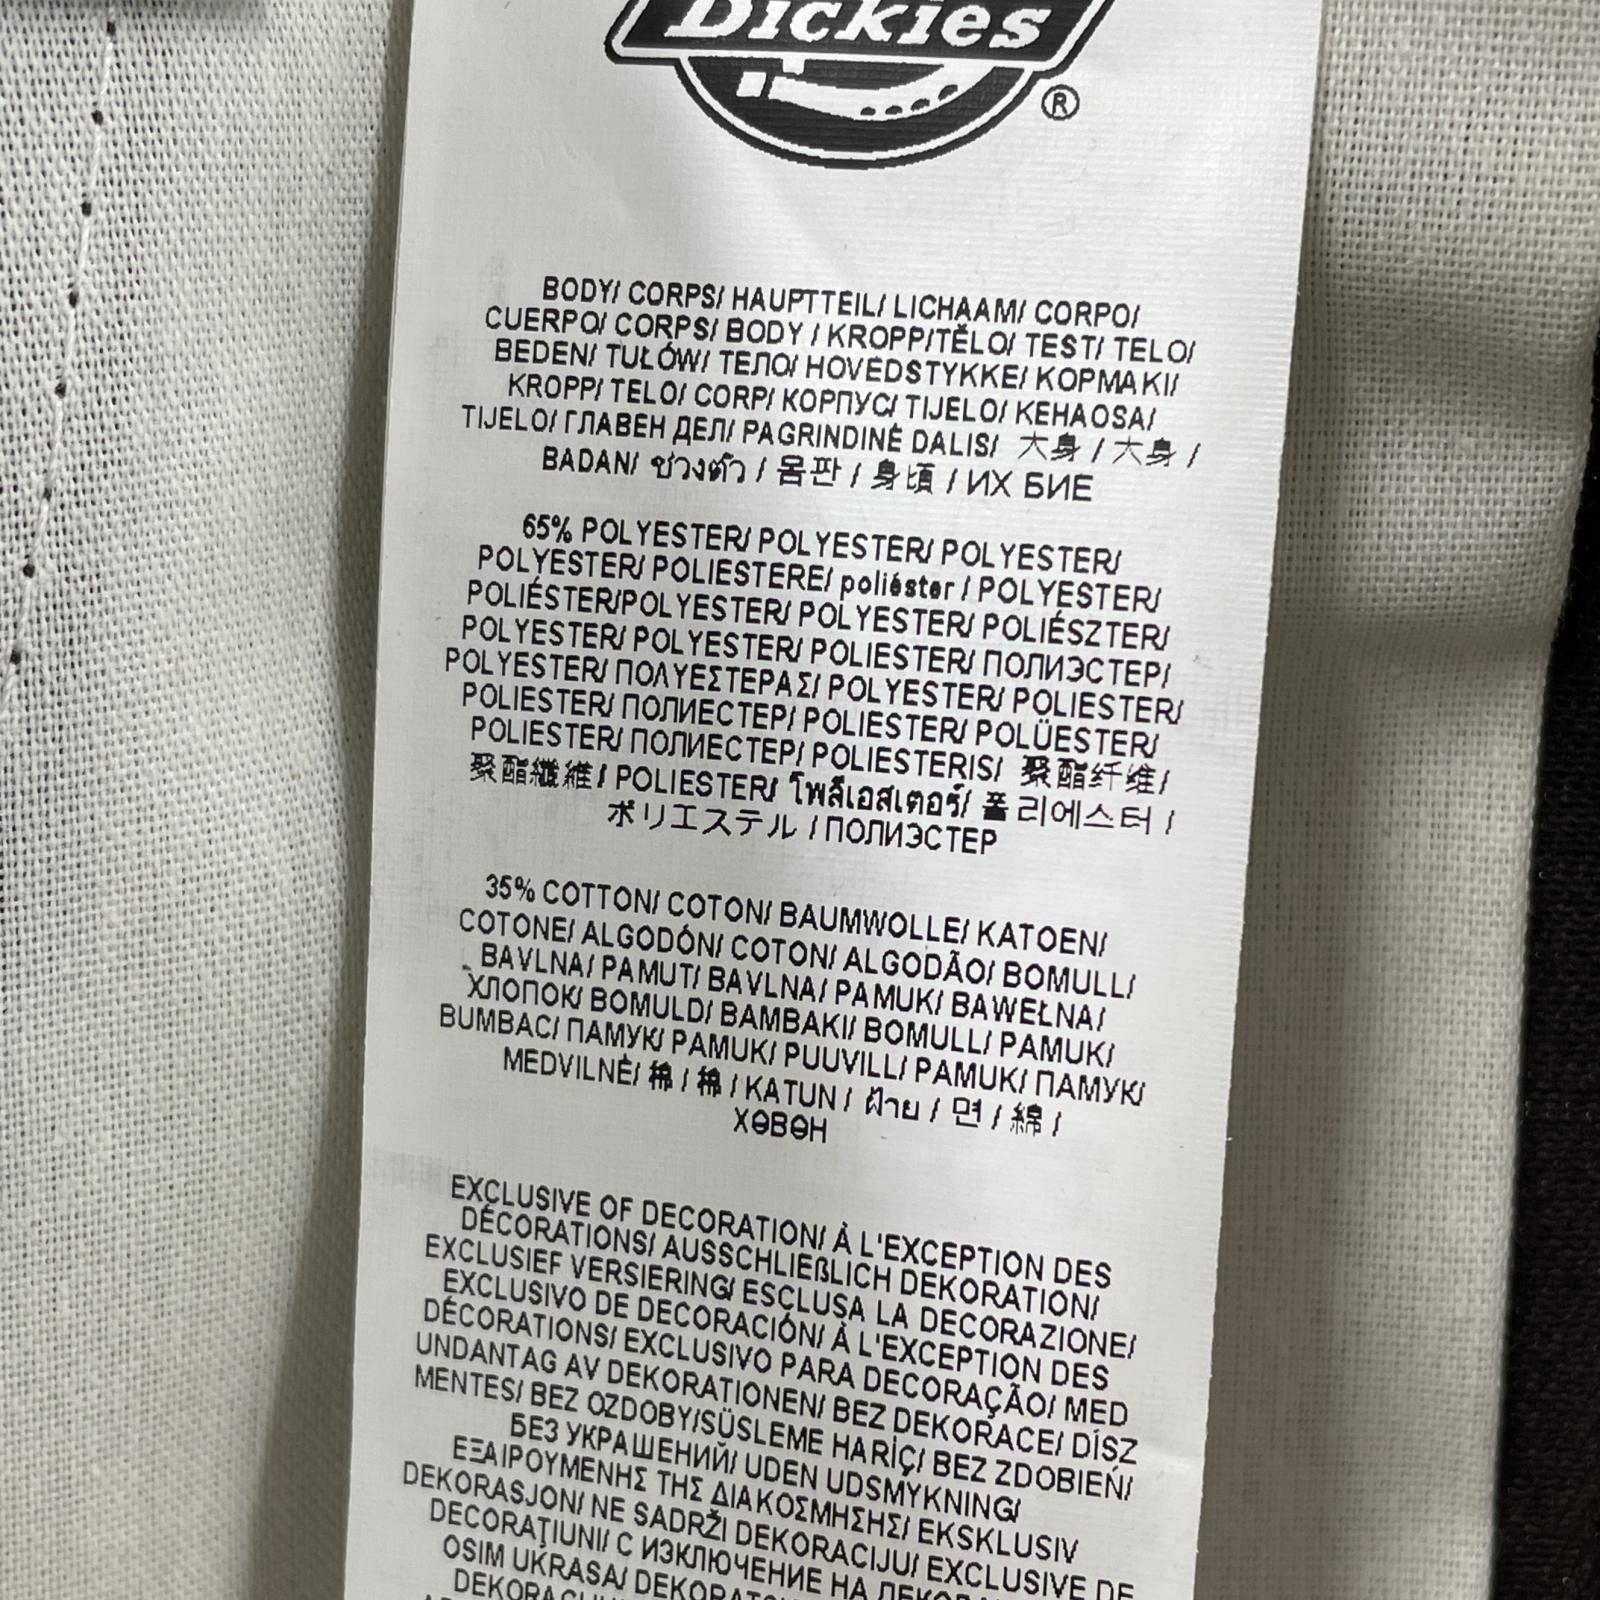 Dickies
®
BODY/ CORPS/ HAUPTTEIL/ LICHAAM/ CORPO/
CUERPO/ CORPS/ BODY / KROPP/TĚLO/ TEST/ TELO/
BEDEN/ TUŁÓW/ ТЕЛО/ HOVEDSTYKKE/ KOPMAKI/
KROPP/ TELO/ CORP/ КОРПУС/ TIJELO/ KEHAOSA/
TIJELO/ ГЛАВЕН ДЕЛ/ PAGRINDINĖ DALIS/ 大身 / 大身 /
BADAN/ ช่วงตัว / 몸판 / 身頃 / ИХ БИЕ
65% POLYESTER/ POLYESTER/ POLYESTER/
POLYESTER/ POLIESTERE/ poliéster / POLYESTER/
POLIÉSTER/POLYESTER/ POLYESTER/ POLIÉSZTER/
POLYESTER/ POLYESTER/ POLIESTER/ ПОЛИЭСТЕР/
POLYESTER/ ΠΟΛΥΕΣΤΕΡΑΣ/ POLYESTER/ POLIESTER/
POLIESTER/ ПОЛИЕСТЕР/ POLIESTER/ POLÜESTER/
POLIESTER/ ПОЛИЕСТЕР/ POLIESTERIS/ 聚酯纤维/
聚酯纖維/ POLIESTER/ โพลีเอสเตอร์/ 폴리에스터 /
ポリエステル / ПОЛИЭСТЕР
35% COTTON/ COTON/ BAUMWOLLE/ KATOEN/
COTONE/ ALGODÓN/ COTON/ ALGODÃO/ BOMULL/
BAVLNA/ PAMUT/ BAVLNA/ PAMUK/ BAWEŁNA/
ХЛОПОК/ BOMULD/ BAMBAKI/ BOMULL/ PAMUK/
BUMBAC/ ПАМУК/ PAMUK/ PUUVILL/ PAMUK/ ПАМУК/
MEDVILNĖ/ 棉 / 棉 / KATUN / ฝ้าย / 면 / 綿 /
ХӨВӨН
EXCLUSIVE OF DECORATION/ À L'EXCEPTION DES
DÉCORATIONS/ AUSSCHLIEßLICH DEKORATION/
EXCLUSIEF VERSIERING/ ESCLUSA LA DECORAZIONE/
EXCLUSIVO DE DECORACIÓN/ À L'EXCEPTION DES
DÉCORATIONS/ EXCLUSIVO PARA DECORAÇÃO/ MED
UNDANTAG AV DEKORATIONEN/ BEZ DEKORACE/ DÍSZ
MENTES/ BEZ OZDOBY/SÜSLEME HARİÇ/ BEZ ZDOBIEŃ/
БЕЗ УКРАШЕНИЙ/ UDEN UDSMYKNING/
ΕΞΑΙΡΟΥΜΕΝΗΣ ΤΗΣ ΔΙΑΚΟΣΜΗΣΗΣ/ EKSKLUSIV
DEKORASJON/ NE SADRŽI DEKORACIJU/ EXCLUSIVE DE
DECORAȚIUNI/ С ИЗКЛЮЧЕНИЕ НА
OSIM UKRASA/